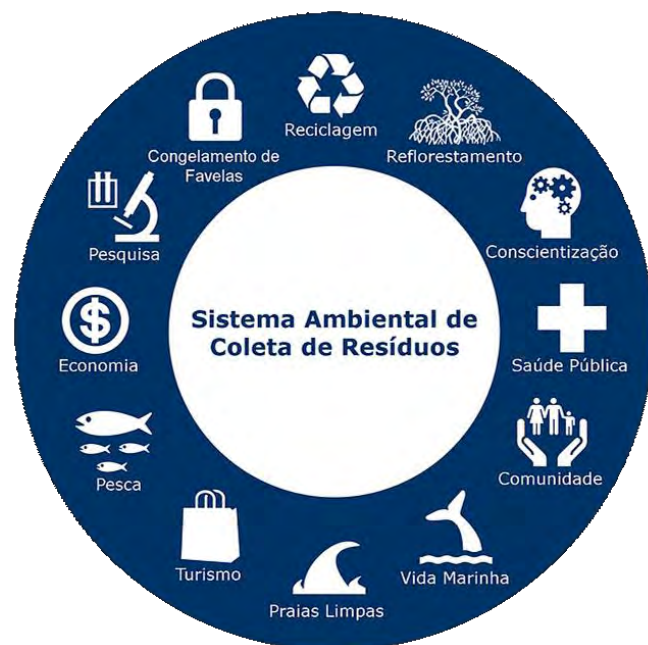 Sistema Ambiental de
Coleta de Resíduos
Reciclagem
Reflorestamento
Conscientização
Saúde Pública
Comunidade
Vida Marinha
Praias Limpas
Turismo
Pesca
Economia
Pesquisa
Congelamento de
Favelas